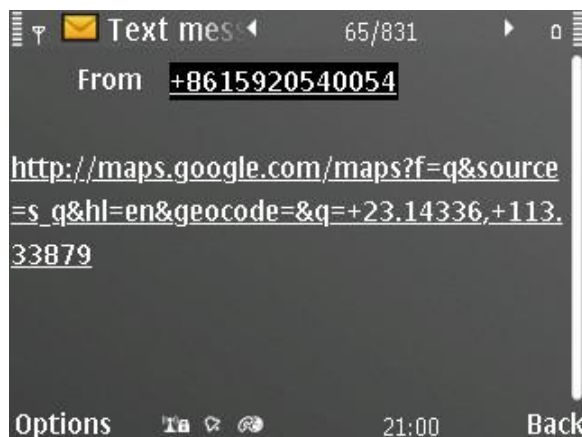 Text mes
65/831
From +8615920540054
http://maps.google.com/maps?f=q&source
=s_q&hl=en&geocode=&q=+23.14336,+113.
33879
Options
21:00
Back